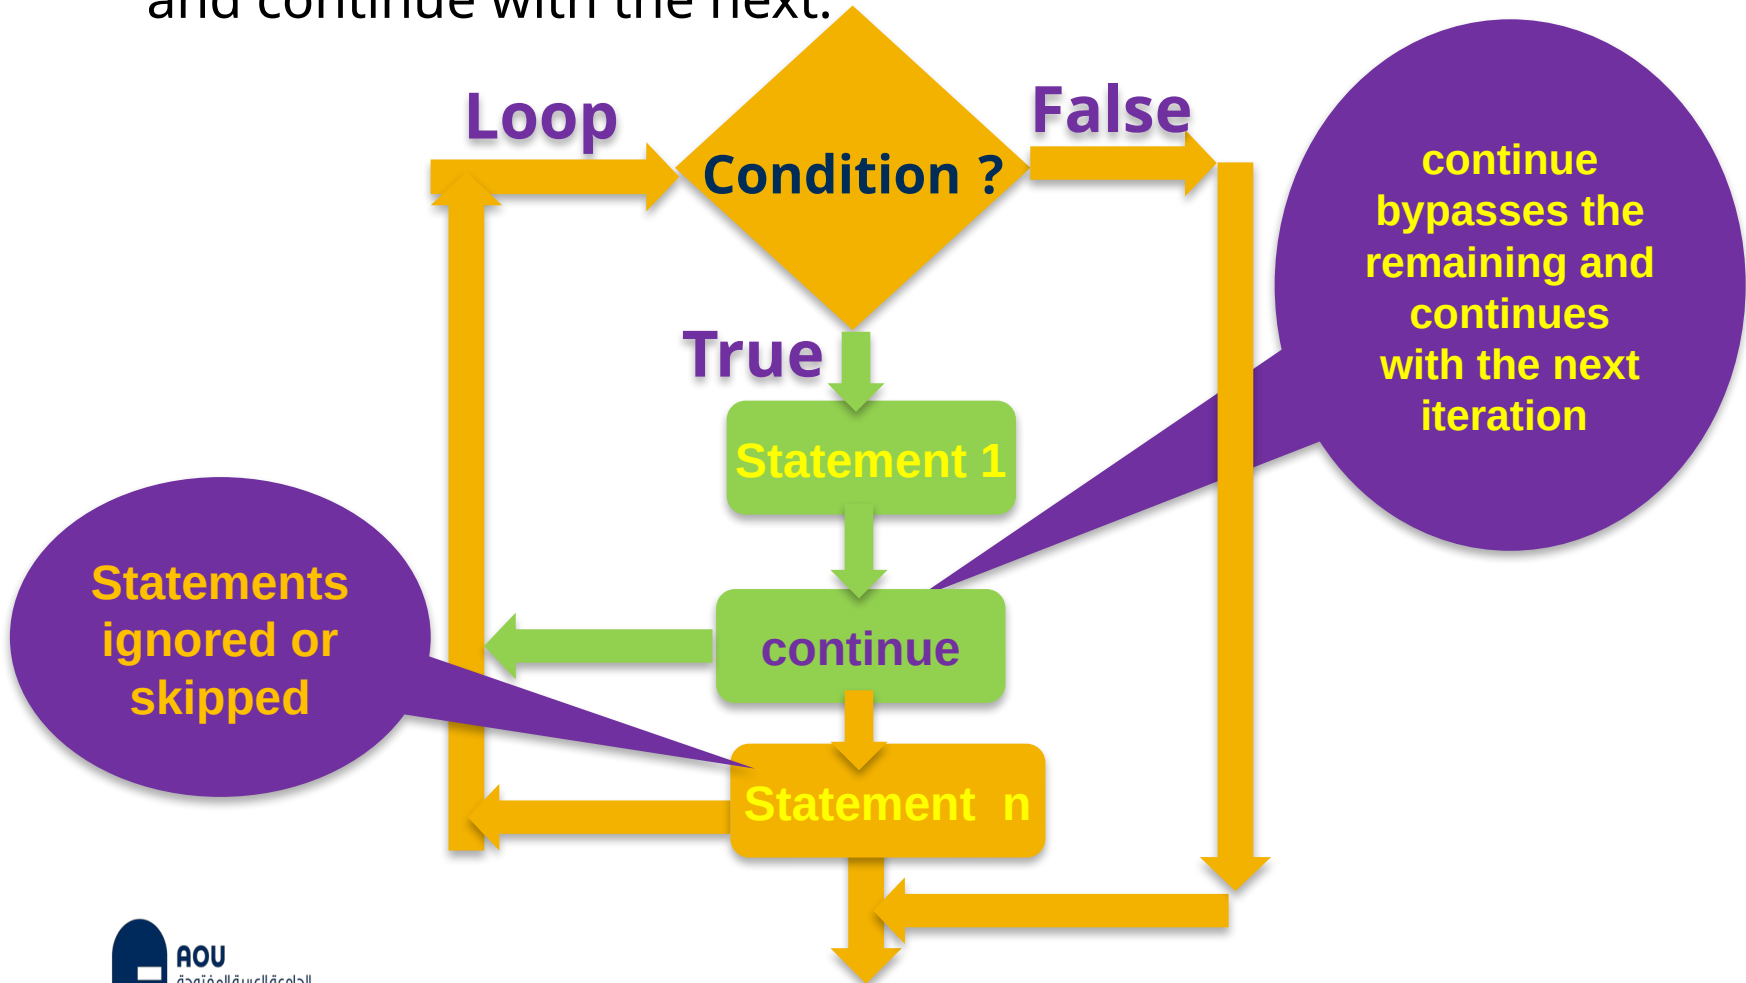 and continue with the next.
Loop
False
Condition ?
continue
bypasses the
remaining and
continues
with the next
iteration
True
Statement 1
Statements
ignored or
skipped
continue
Statement n
AOU